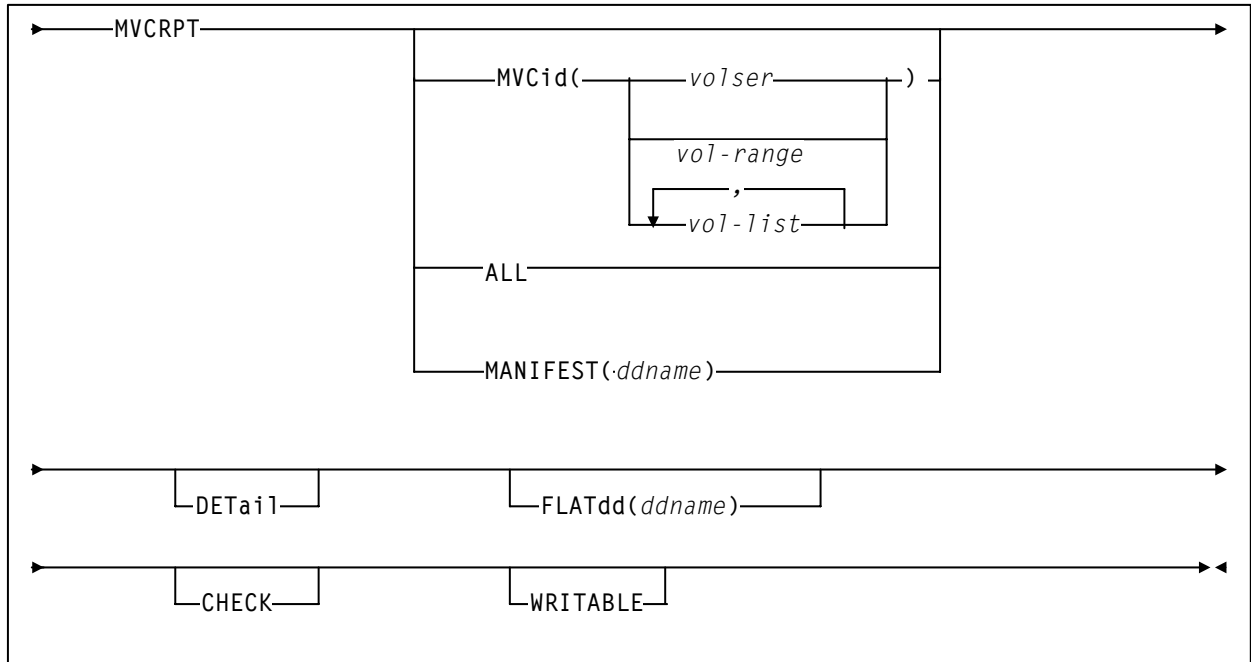 MVCRPT
MVCid( volser )
vol-range
,
vol-list
ALL
MANIFEST( ddname)
DETail FLATdd(ddname)
CHECK WRITABLE